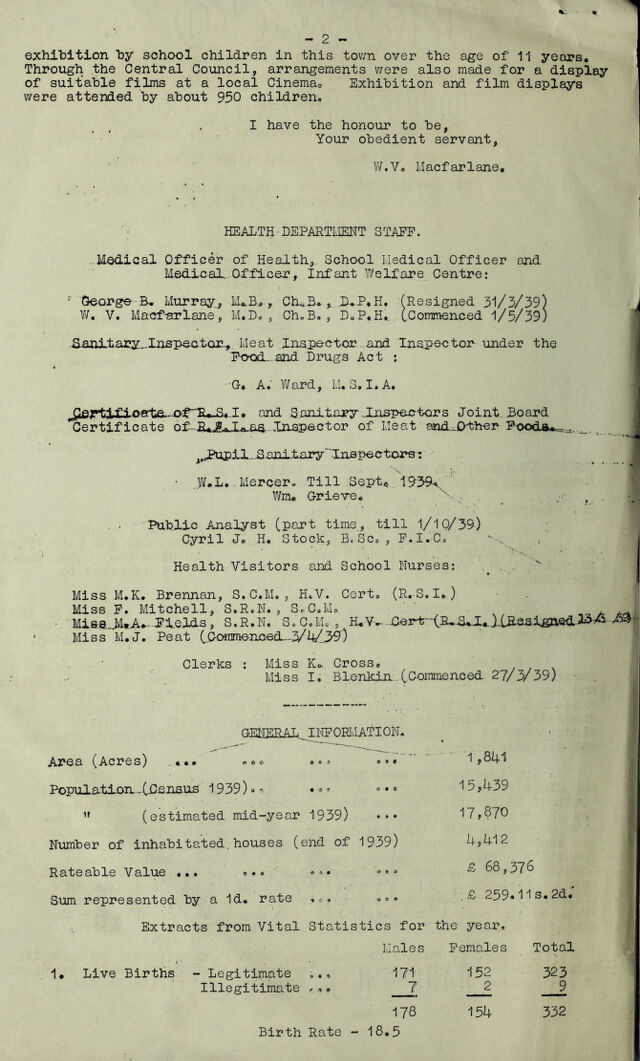 - 2 -
exhibition by school children in this town over the age of 11 years.
Through the Central Council, arrangements were also made for a display
of suitable films at a local Cinema. Exhibition and film displays
were attended by about 950 children.
I have the honour to be,
Your obedient servant,
W.V. Macfarlane.
HEALTH DEPARTMENT STAFF.
Medical Officer of Health, School Medical Officer and
Medical Officer, Infant Welfare Centre:
George B. Murray, M.B., Ch.B., D.P.H. (Resigned 31/3/39)
W. V. Macfarlane, M.D., Ch.B., D.P.H. (Commenced 1/5/39)
Sanitary Inspector, Meat Inspector and Inspector under the
Food and Drugs Act :
G. A. Ward, M.S.I.A.
Certificate of R.S.I. and Sanitary Inspectors Joint Board
Certificate of R.S.I. as Inspector of Meat and Other Foods.
Pupil Sanitary Inspectors:
W.L. Mercer. Till Sept. 1939.
Wm. Grieve.
Public Analyst (part time, till 1/10/39)
Cyril J. H. Stock, B.Sc., F.I.C.
Health Visitors and School Nurses:
Miss M.K. Brennan, S.C.M., H.V. Cert. (R.S.I.)
Miss F. Mitchell, S.R.N., S.C.M.
Miss M.A. Fields, S.R.N. S.C.M., H.V. Cert (R.S.I.)(Resigned
Miss M.J. Peat (Commenced 3/4/39)
Clerks : Miss K. Cross.
Miss I. Blenkin (Commenced 27/3/39)
GENERAL INFORMATION.
Area (Acres) ... ... ... ... 1,841
Population (Census 1939).. ... ... 15,439
" (estimated mid-year 1939) ... 17,870
Number of inhabitated houses (end of 1939) 4,412
Rateable Value ... ... ... ... £ 68,376
Sum represented by a 1d. rate ... ... £ 259.11s.2d.
Extracts from Vital Statistics for the year.
Males Females Total
1. Live Births - Legitimate ... 171 152 323
Illegitimate ... 7 2 9
178 154 332
Birth Rate - 18.5